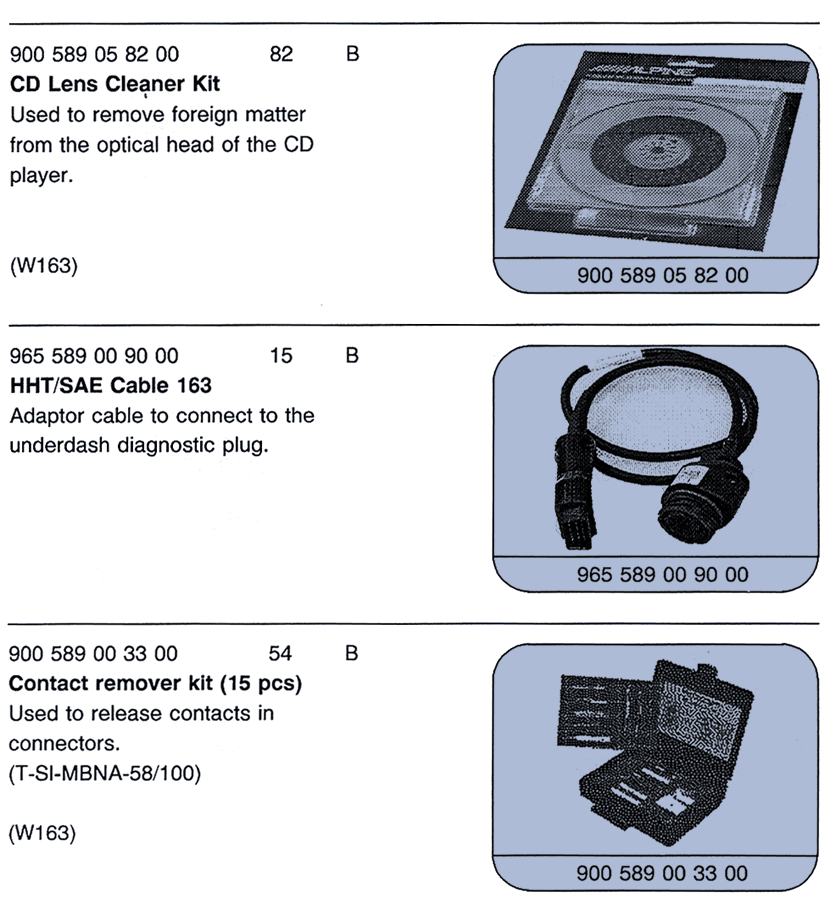 900 589 05 82 00 82 B
CD Lens Cleaner Kit
Used to remove foreign matter
from the optical head of the CD
player.
(W163)
ALPINE
900 589 05 82 00
965 589 00 90 00 15 B
HHT/SAE Cable 163
Adaptor cable to connect to the
underdash diagnostic plug.
965 589 00 90 00
900 589 00 33 00 54 B
Contact remover kit (15 pcs)
Used to release contacts in
connectors.
(T-SI-MBNA-58/100)
(W163)
900 589 00 33 00